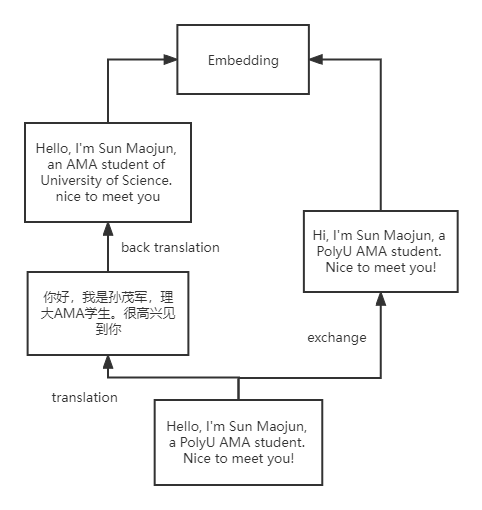 Embedding
Hello, I'm Sun Maojun,
an AMA student of
University of Science.
nice to meet you
back translation
你好，我是孙茂军，理
大AMA学生。很高兴见
到你
translation
Hi, I'm Sun Maojun, a
PolyU AMA student.
Nice to meet you!
exchange
Hello, I'm Sun Maojun,
a PolyU AMA student.
Nice to meet you!